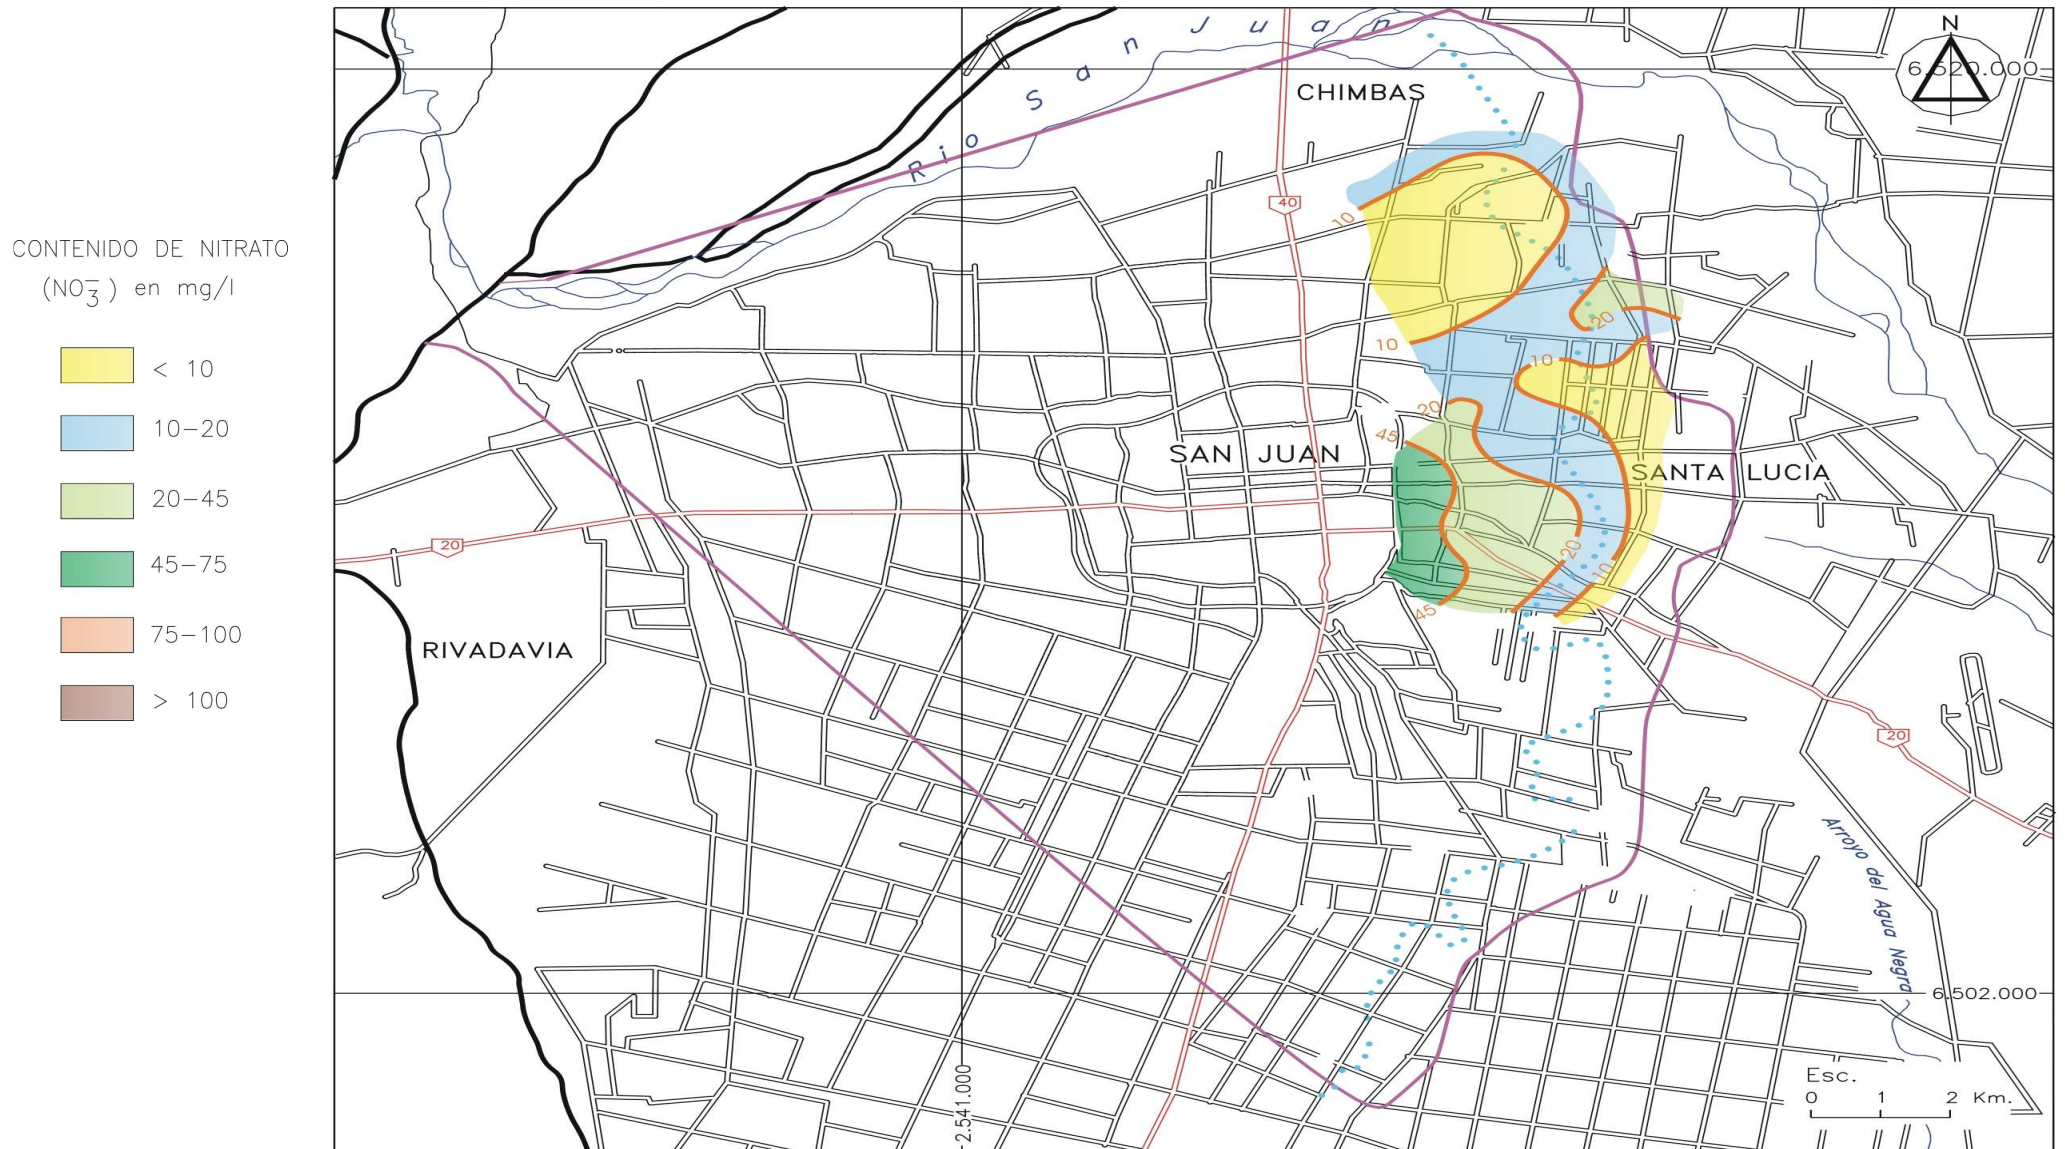 CONTENIDO DE NITRATO
(NO3̅) en mg/l
< 10
10-20
20-45
45-75
75-100
> 100
Rio San Juan
N
6.520.000
CHIMBAS
40
10
20
10
10
20
45
SAN JUAN
SANTA LUCIA
20
20
10
45
RIVADAVIA
20
Arroyo del Agua Negra
6.502.000
2.541.000
Esc.
0 1 2 Km.